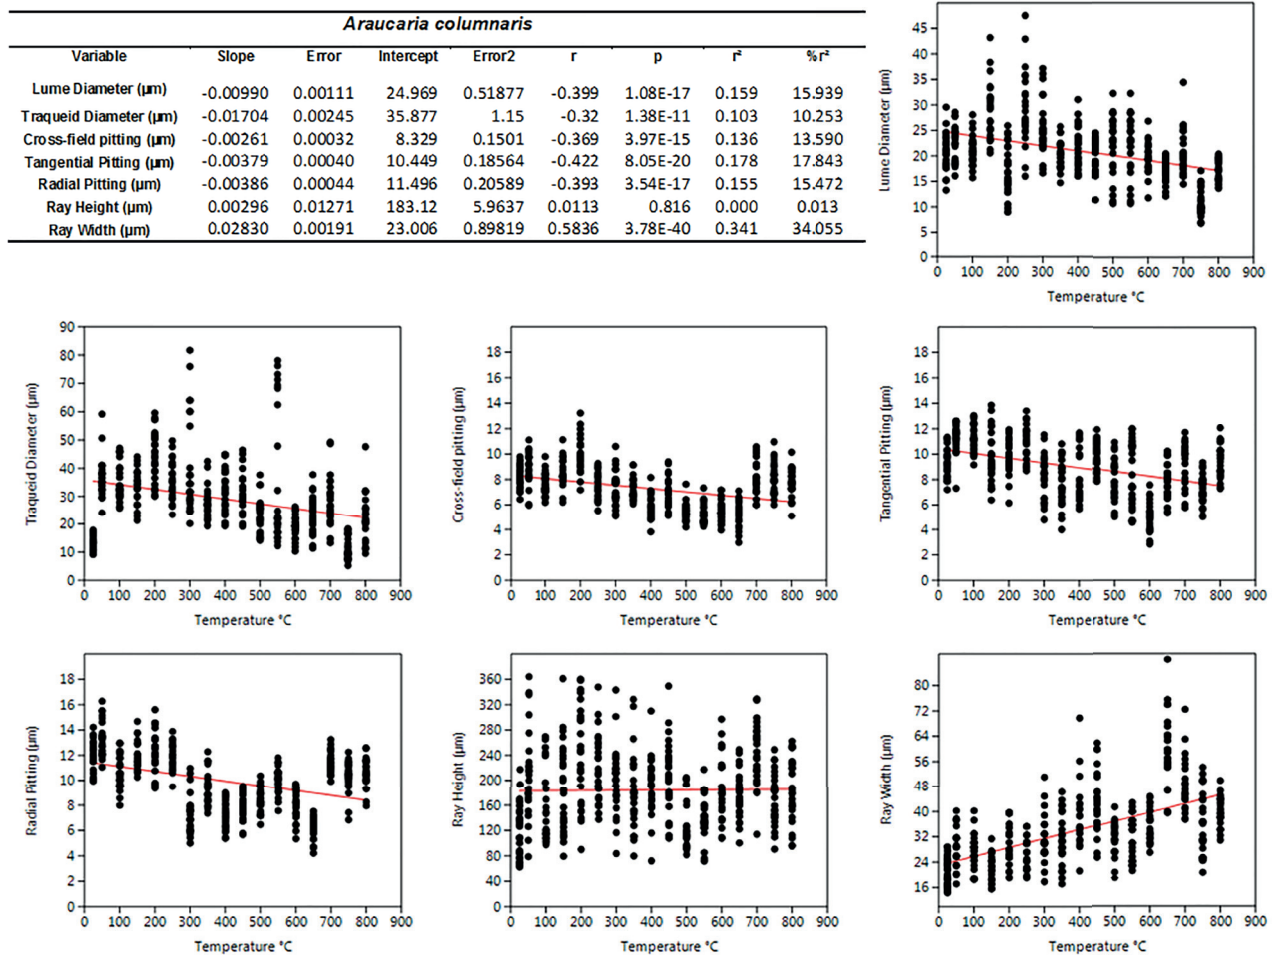 Araucaria columnaris
Variable Slope Error Intercept Error2 r p r² %r²
Lume Diameter (µm) -0.00990 0.00111 24.969 0.51877 -0.399 1.08E-17 0.159 15.939
Traqueid Diameter (µm) -0.01704 0.00245 35.877 1.15 -0.32 1.38E-11 0.103 10.253
Cross-field pitting (µm) -0.00261 0.00032 8.329 0.1501 -0.369 3.97E-15 0.136 13.590
Tangential Pitting (µm) -0.00379 0.00040 10.449 0.18564 -0.422 8.05E-20 0.178 17.843
Radial Pitting (µm) -0.00386 0.00044 11.496 0.20589 -0.393 3.54E-17 0.155 15.472
Ray Height (µm) 0.00296 0.01271 183.12 5.9637 0.0113 0.816 0.000 0.013
Ray Width (µm) 0.02830 0.00191 23.006 0.89819 0.5836 3.78E-40 0.341 34.055
Lume Diameter (µm)
45
40
35
30
25
20
15
10
5
0
0 100 200 300 400 500 600 700 800 900
Temperature °C
Traqueid Diameter (µm)
90
80
70
60
50
40
30
20
10
0
0 100 200 300 400 500 600 700 800 900
Temperature °C
Cross-field pitting (µm)
18
16
14
12
10
8
6
4
2
0
0 100 200 300 400 500 600 700 800 900
Temperature °C
Tangential Pitting (µm)
18
16
14
12
10
8
6
4
2
0
0 100 200 300 400 500 600 700 800 900
Temperature °C
Radial Pitting (µm)
18
16
14
12
10
8
6
4
2
0
0 100 200 300 400 500 600 700 800 900
Temperature °C
Ray Height (µm)
360
320
280
240
200
160
120
80
40
0
0 100 200 300 400 500 600 700 800 900
Temperature °C
Ray Width (µm)
80
72
64
56
48
40
32
24
16
0 100 200 300 400 500 600 700 800 900
Temperature °C